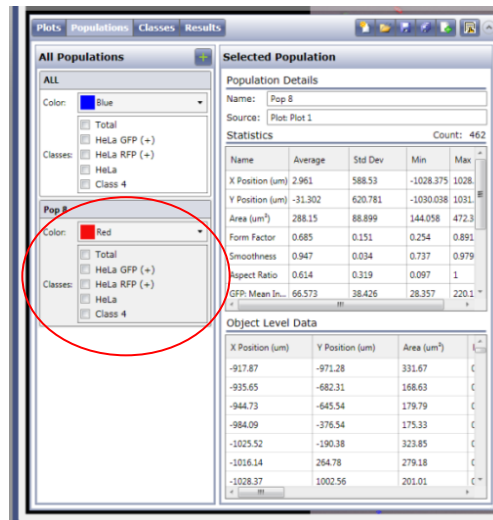 Plots Populations Classes Results
All Populations
ALL
Color: Blue
Classes:
Total
HeLa GFP (+)
HeLa RFP (+)
HeLa
Class 4
Pop 8
Color: Red
Classes:
Total
HeLa GFP (+)
HeLa RFP (+)
HeLa
Class 4
Selected Population
Population Details
Name: Pop 8
Source: Plot: Plot 1
Statistics Count: 462
Name Average Std Dev Min Max
X Position (um) 2.961 588.53 -1028.375 1028.
Y Position (um) -31.302 620.781 -1030.038 1031.
Area (um²) 288.15 88.899 144.058 472.3
Form Factor 0.685 0.151 0.254 0.891
Smoothness 0.947 0.034 0.737 0.979
Aspect Ratio 0.614 0.319 0.097 1
GFP: Mean In... 66.573 38.426 28.357 220.1
Object Level Data
X Position (um) Y Position (um) Area (um²)
-917.87 -971.28 331.67
-935.65 -682.31 168.63
-944.73 -645.54 179.79
-984.09 -376.54 175.33
-1025.52 -190.38 323.85
-1016.14 264.78 279.18
-1028.37 1002.56 201.01